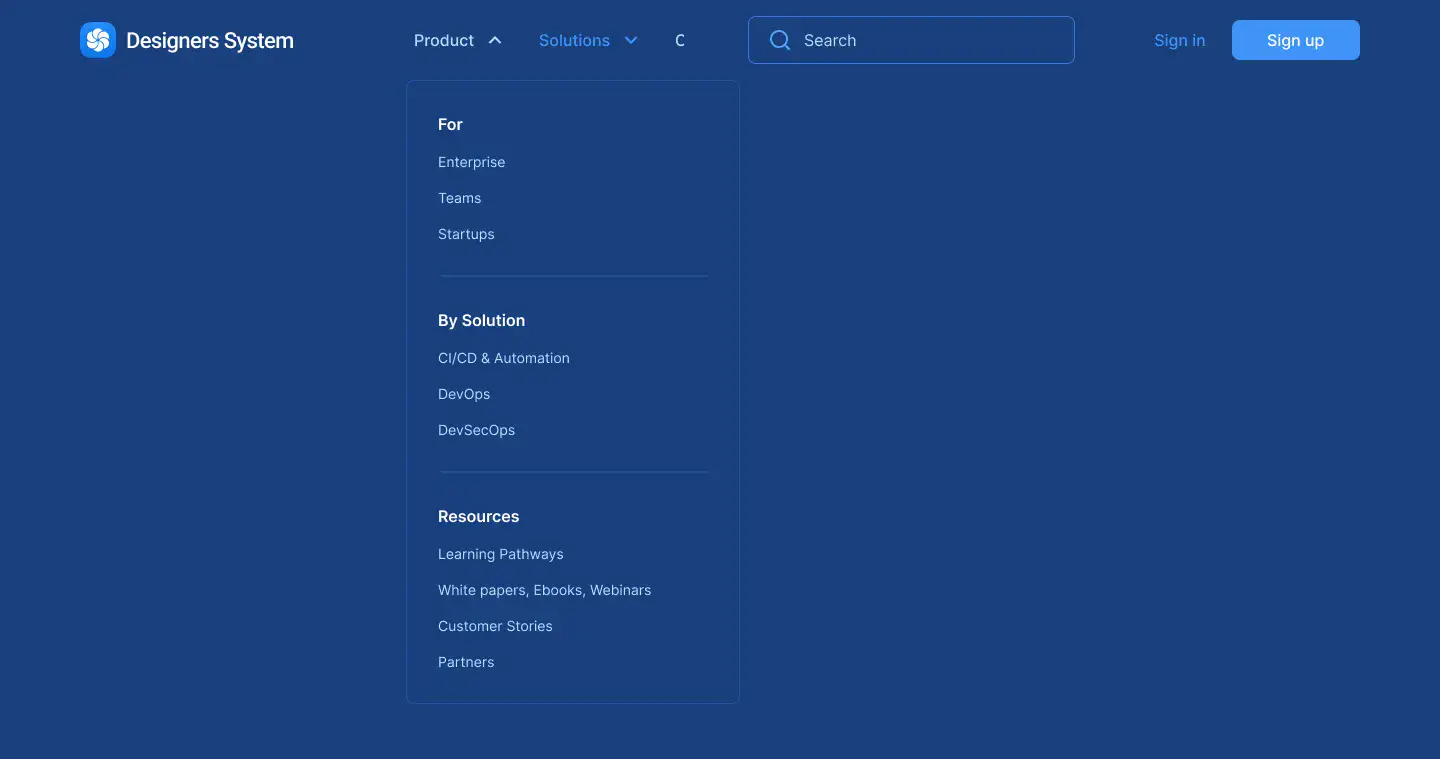 Designers System Product Solutions C Search Sign in Sign up
For
Enterprise
Teams
Startups
By Solution
CI/CD & Automation
DevOps
DevSecOps
Resources
Learning Pathways
White papers, Ebooks, Webinars
Customer Stories
Partners